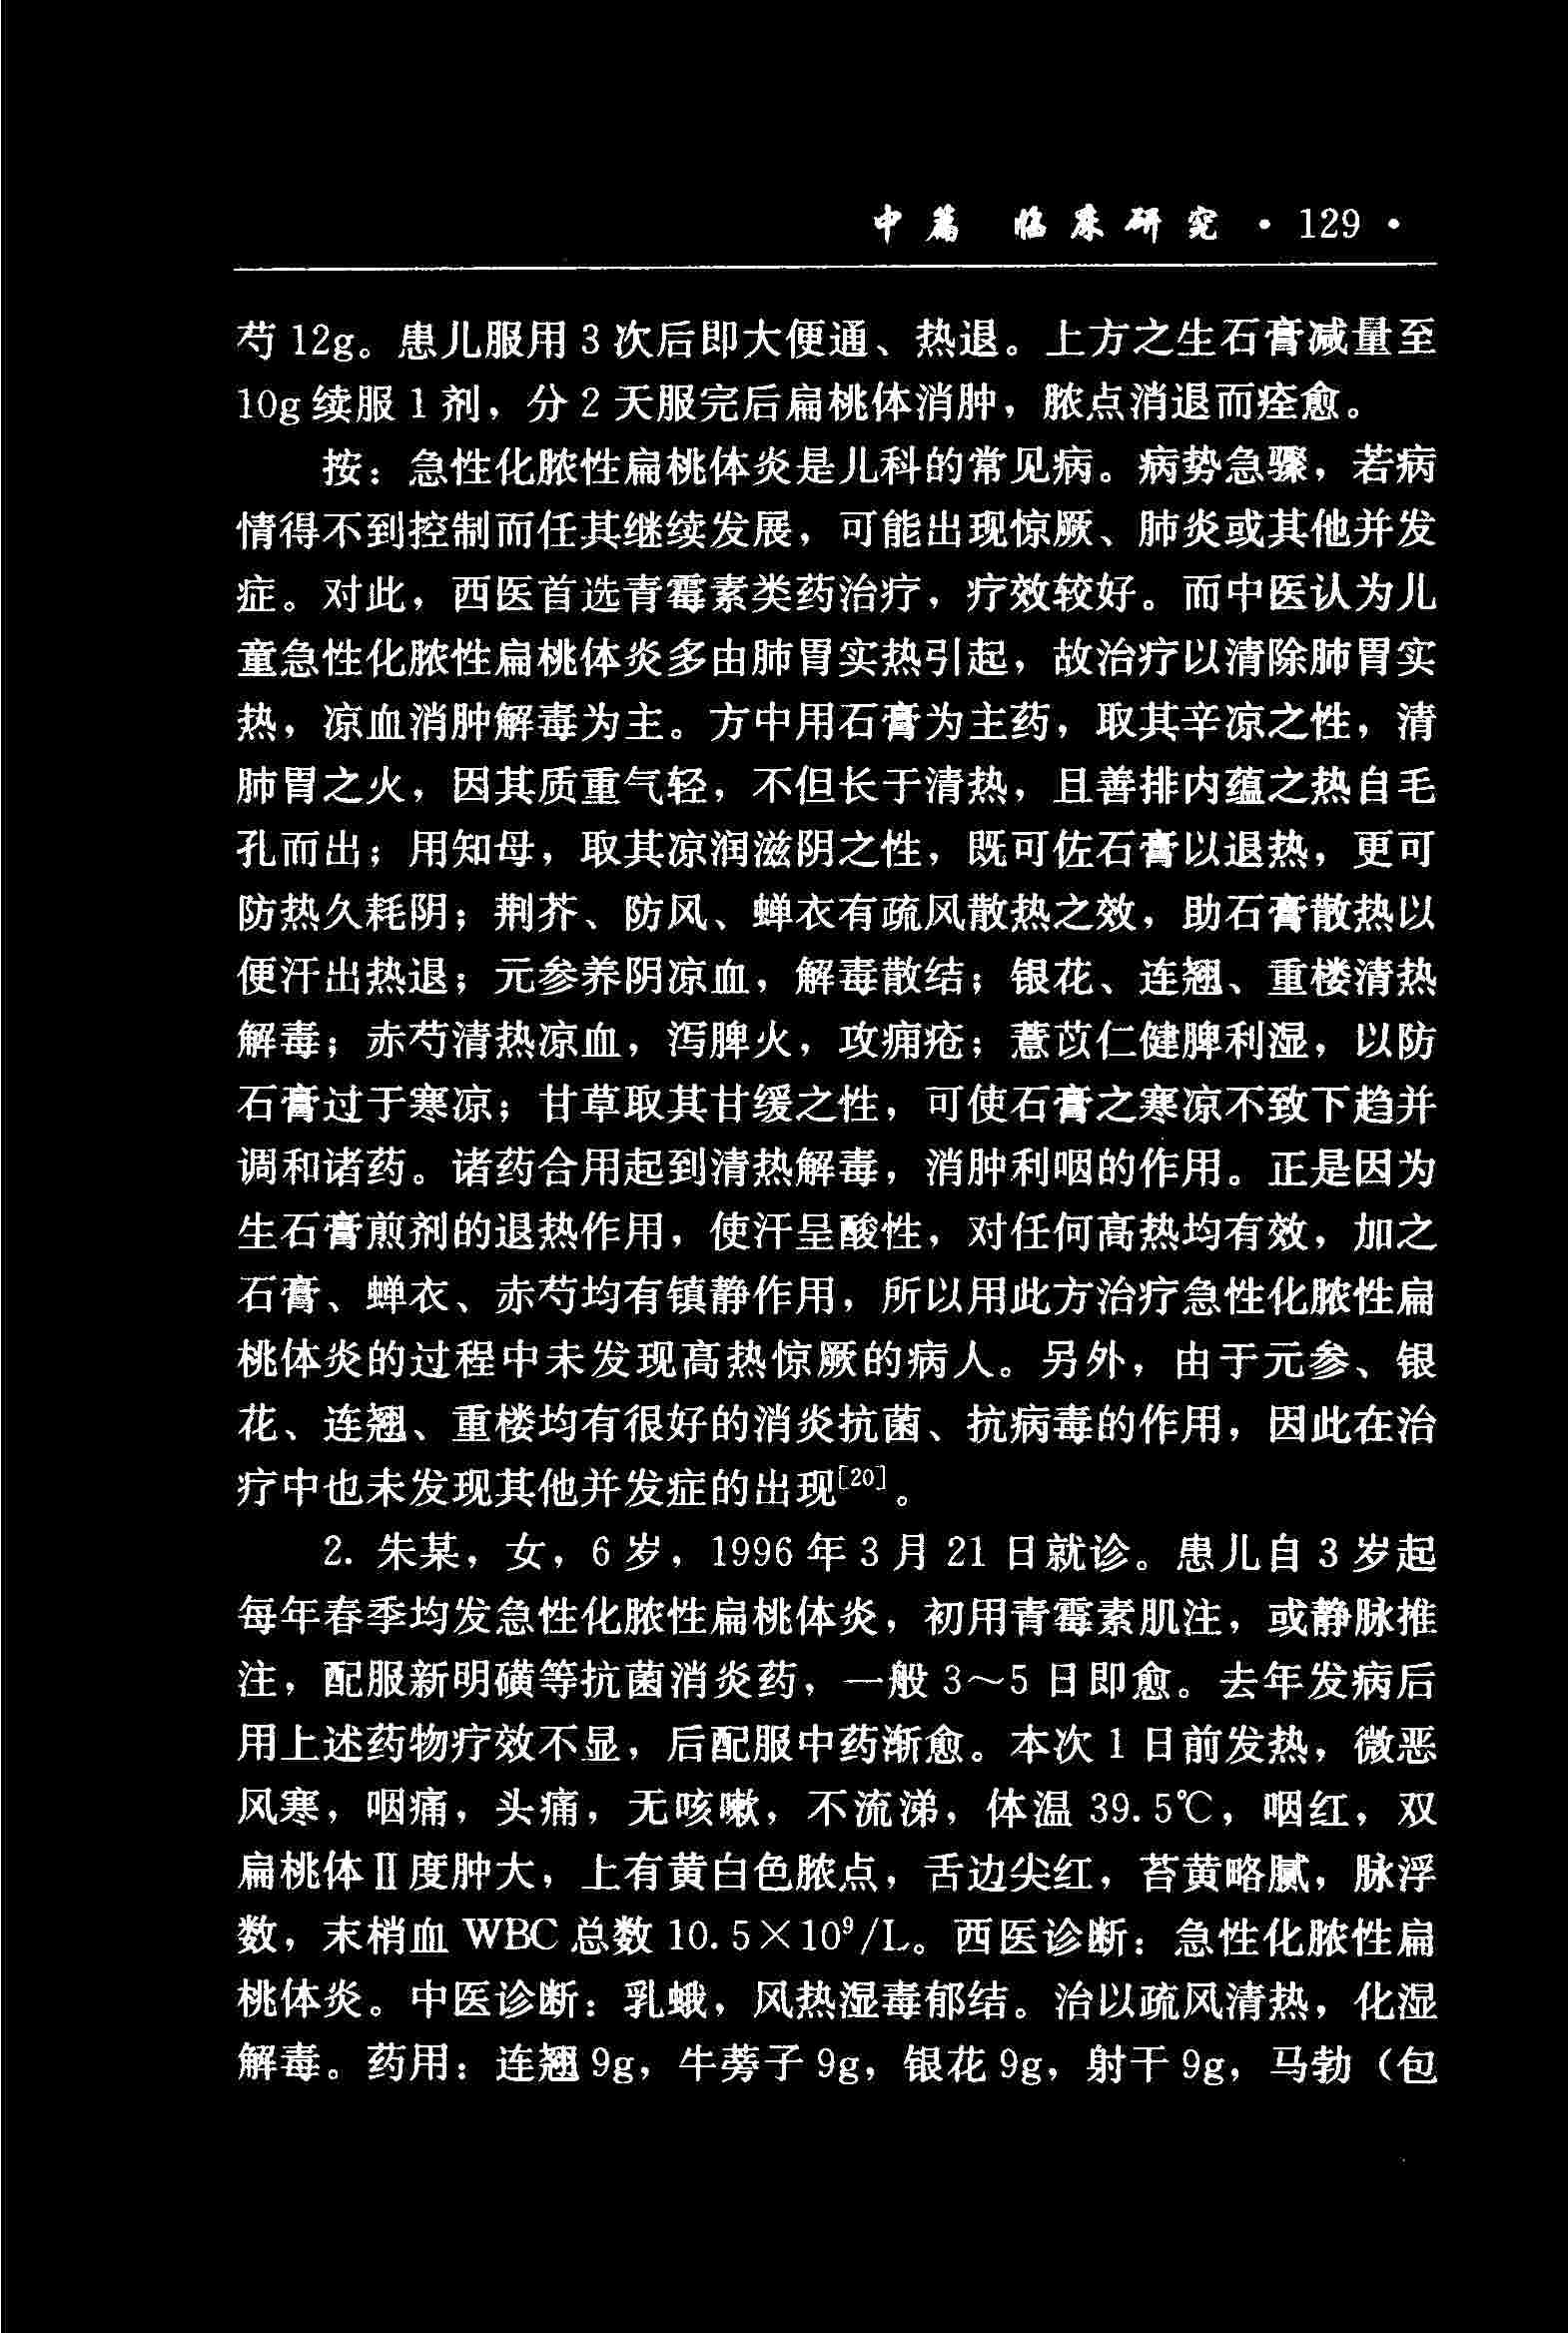 中篇 临床研究 · 129 ·
芍 12g。患儿服用 3 次后即大便通、热退。上方之生石膏减量至
10g 续服 1 剂，分 2 天服完后扁桃体消肿，脓点消退而痊愈。
按：急性化脓性扁桃体炎是儿科的常见病。病势急骤，若病
情得不到控制而任其继续发展，可能出现惊厥、肺炎或其他并发
症。对此，西医首选青霉素类药治疗，疗效较好。而中医认为儿
童急性化脓性扁桃体炎多由肺胃实热引起，故治疗以清除肺胃实
热，凉血消肿解毒为主。方中用石膏为主药，取其辛凉之性，清
肺胃之火，因其质重气轻，不但长于清热，且善排内蕴之热自毛
孔而出；用知母，取其凉润滋阴之性，既可佐石膏以退热，更可
防热久耗阴；荆芥、防风、蝉衣有疏风散热之效，助石膏散热以
便汗出热退；元参养阴凉血，解毒散结；银花、连翘、重楼清热
解毒；赤芍清热凉血，泻脾火，攻痈疮；薏苡仁健脾利湿，以防
石膏过于寒凉；甘草取其甘缓之性，可使石膏之寒凉不致下趋并
调和诸药。诸药合用起到清热解毒，消肿利咽的作用。正是因为
生石膏煎剂的退热作用，使汗呈酸性，对任何高热均有效，加之
石膏、蝉衣、赤芍均有镇静作用，所以用此方治疗急性化脓性扁
桃体炎的过程中未发现高热惊厥的病人。另外，由于元参、银
花、连翘、重楼均有很好的消炎抗菌、抗病毒的作用，因此在治
疗中也未发现其他并发症的出现[20]。
2. 朱某，女，6 岁，1996 年 3 月 21 日就诊。患儿自 3 岁起
每年春季均发急性化脓性扁桃体炎，初用青霉素肌注，或静脉推
注，配服新明磺等抗菌消炎药，一般 3～5 日即愈。去年发病后
用上述药物疗效不显，后配服中药渐愈。本次 1 日前发热，微恶
风寒，咽痛，头痛，无咳嗽，不流涕，体温 39.5℃，咽红，双
扁桃体Ⅱ度肿大，上有黄白色脓点，舌边尖红，苔黄略腻，脉浮
数，末梢血 WBC 总数 10.5×10⁹/L。西医诊断：急性化脓性扁
桃体炎。中医诊断：乳蛾，风热湿毒郁结。治以疏风清热，化湿
解毒。药用：连翘 9g，牛蒡子 9g，银花 9g，射干 9g，马勃（包